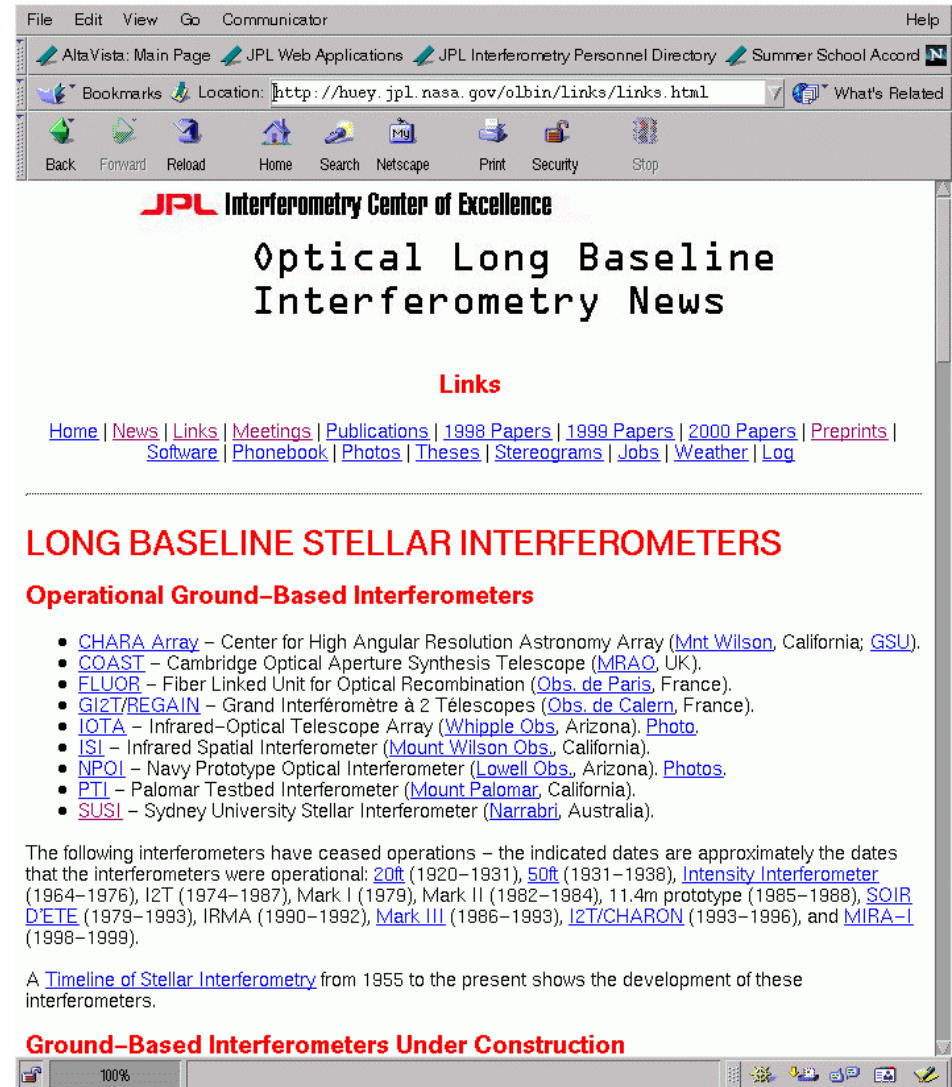 File Edit View Go Communicator Help
AltaVista: Main Page JPL Web Applications JPL Interferometry Personnel Directory Summer School Accord N
Bookmarks Location: http://huey.jpl.nasa.gov/olbin/links/links.html What's Related
My
Back Forward Reload Home Search Netscape Print Security Stop
JPL Interferometry Center of Excellence
Optical Long Baseline
Interferometry News
Links
Home | News | Links | Meetings | Publications | 1998 Papers | 1999 Papers | 2000 Papers | Preprints |
Software | Phonebook | Photos | Theses | Stereograms | Jobs | Weather | Log
LONG BASELINE STELLAR INTERFEROMETERS
Operational Ground-Based Interferometers
• CHARA Array – Center for High Angular Resolution Astronomy Array (Mnt Wilson, California; GSU).
• COAST – Cambridge Optical Aperture Synthesis Telescope (MRAO, UK).
• FLUOR – Fiber Linked Unit for Optical Recombination (Obs. de Paris, France).
• GI2T/REGAIN – Grand Interféromètre à 2 Télescopes (Obs. de Calern, France).
• IOTA – Infrared-Optical Telescope Array (Whipple Obs, Arizona). Photo.
• ISI – Infrared Spatial Interferometer (Mount Wilson Obs., California).
• NPOI – Navy Prototype Optical Interferometer (Lowell Obs., Arizona). Photos.
• PTI – Palomar Testbed Interferometer (Mount Palomar, California).
• SUSI – Sydney University Stellar Interferometer (Narrabri, Australia).
The following interferometers have ceased operations – the indicated dates are approximately the dates
that the interferometers were operational: 20ft (1920–1931), 50ft (1931–1938), Intensity Interferometer
(1964–1976), I2T (1974–1987), Mark I (1979), Mark II (1982–1984), 11.4m prototype (1985–1988), SOIR
D'ETE (1979–1993), IRMA (1990–1992), Mark III (1986–1993), I2T/CHARON (1993–1996), and MIRA–I
(1998–1999).
A Timeline of Stellar Interferometry from 1955 to the present shows the development of these
interferometers.
Ground-Based Interferometers Under Construction
100%